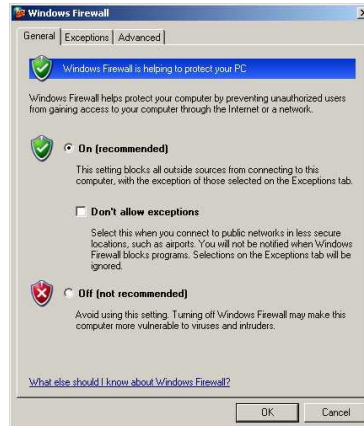 Windows Firewall
General Exceptions Advanced
Windows Firewall is helping to protect your PC
Windows Firewall helps protect your computer by preventing unauthorized users
from gaining access to your computer through the Internet or a network.
On (recommended)
This setting blocks all outside sources from connecting to this
computer, with the exception of those selected on the Exceptions tab.
Don't allow exceptions
Select this when you connect to public networks in less secure
locations, such as airports. You will not be notified when Windows
Firewall blocks programs. Selections on the Exceptions tab will be
ignored.
Off (not recommended)
Avoid using this setting. Turning off Windows Firewall may make this
computer more vulnerable to viruses and intruders.
What else should I know about Windows Firewall?
OK Cancel